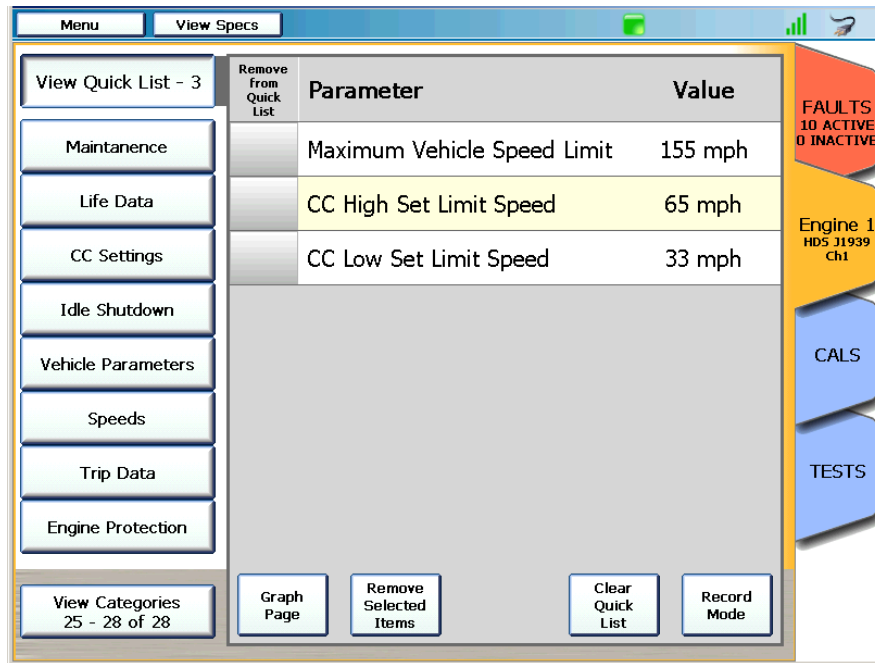 Menu
View Specs
View Quick List - 3
Maintanence
Life Data
CC Settings
Idle Shutdown
Vehicle Parameters
Speeds
Trip Data
Engine Protection
View Categories
25 - 28 of 28
Remove
from
Quick
List
Parameter
Value
Maximum Vehicle Speed Limit
155 mph
CC High Set Limit Speed
65 mph
CC Low Set Limit Speed
33 mph
Graph
Page
Remove
Selected
Items
Clear
Quick
List
Record
Mode
FAULTS
10 ACTIVE
0 INACTIVE
Engine 1
HDS J1939
Ch1
CALS
TESTS